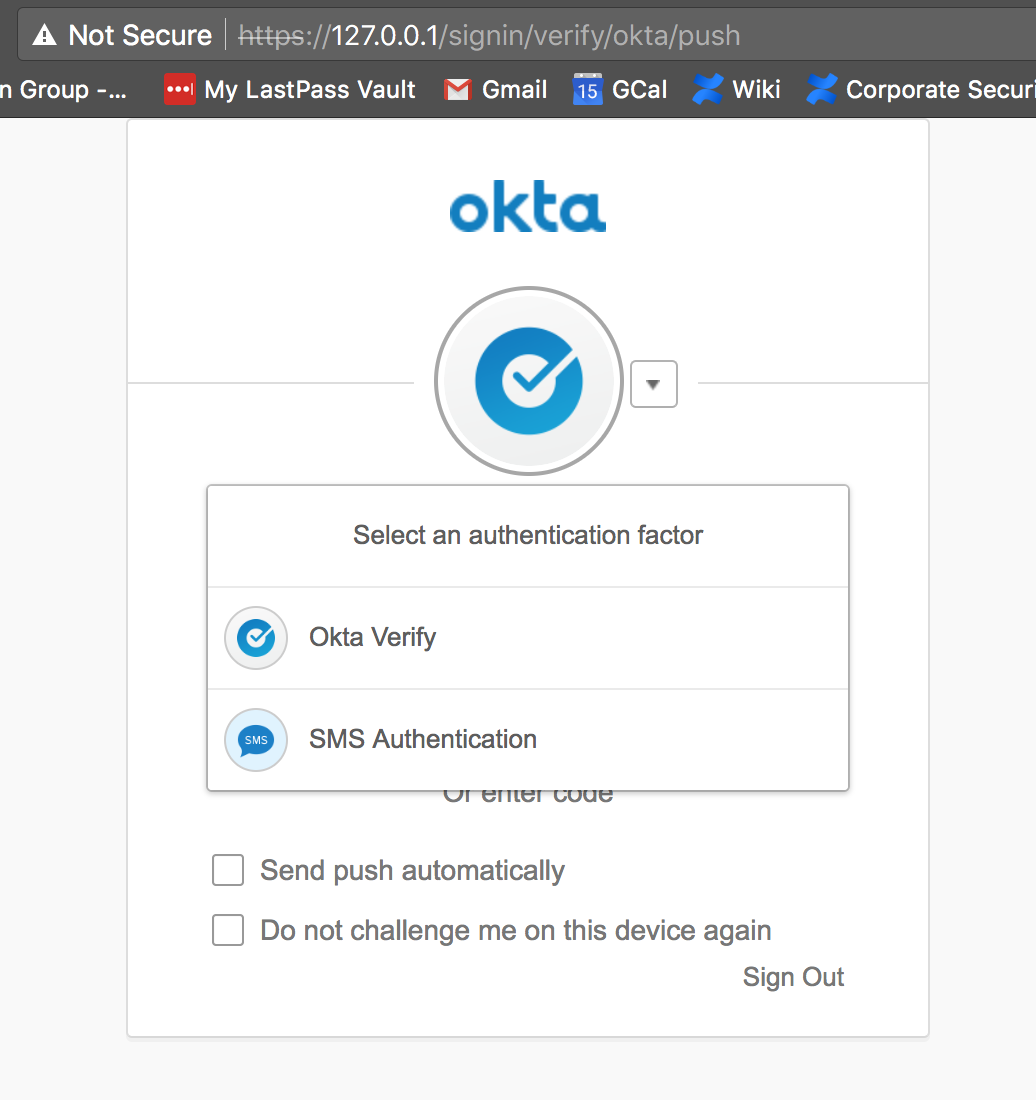 Not Secure https://127.0.0.1/signin/verify/okta/push
n Group -... My LastPass Vault Gmail 15 GCal Wiki Corporate Securi
okta
Select an authentication factor
Okta Verify
SMS SMS Authentication
Or enter code
Send push automatically
Do not challenge me on this device again
Sign Out